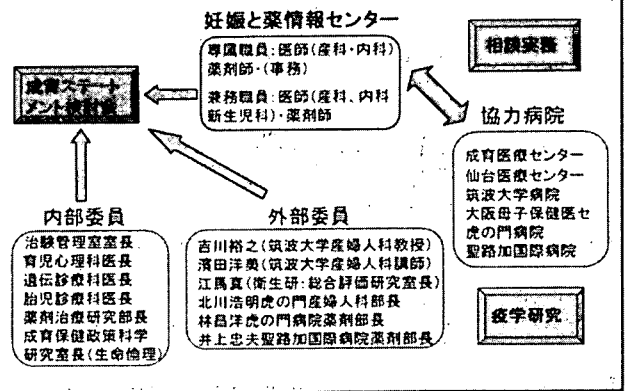 妊娠と薬情報センター
専属職員:医師(産科・内科)
薬剤師・(事務)
兼務職員:医師(産科、内科
新生児科)・薬剤師
相談実務
成育ステート
メント検討会
協力病院
成育医療センター
仙台医療センター
筑波大学病院
大阪母子保健医セ
虎の門病院
聖路加国際病院
内部委員
治験管理室室長
育児心理科医長
遺伝診療科医長
胎児診療科医長
薬剤治療研究部長
成育保健政策科学
研究室長(生命倫理)
外部委員
吉川裕之(筑波大学産婦人科教授)
濱田洋実(筑波大学産婦人科講師)
江馬真(衛生研:総合評価研究室長)
北川浩明虎の門産婦人科部長
林昌洋虎の門病院薬剤部長
井上忠夫聖路加国際病院薬剤部長
疫学研究